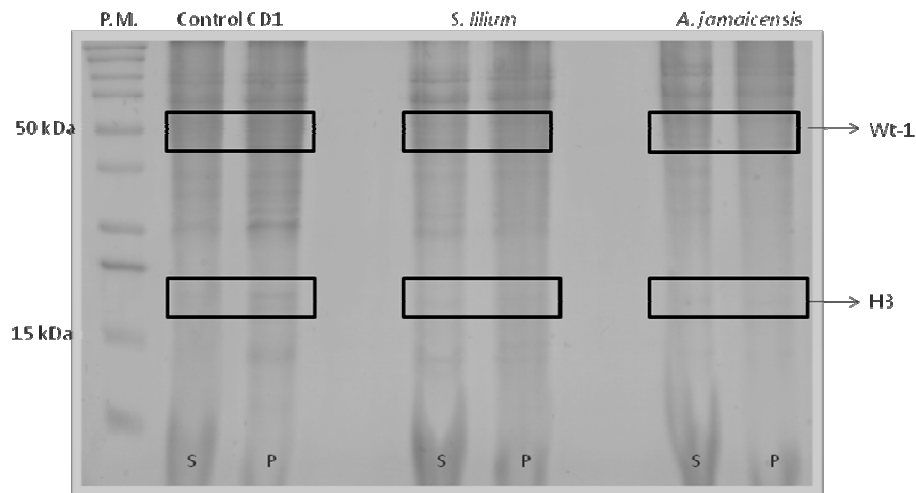 P.M. Control CD1 S. lilium A. jamaicensis
50 kDa Wt-1
H3
15 kDa
S P S P S P